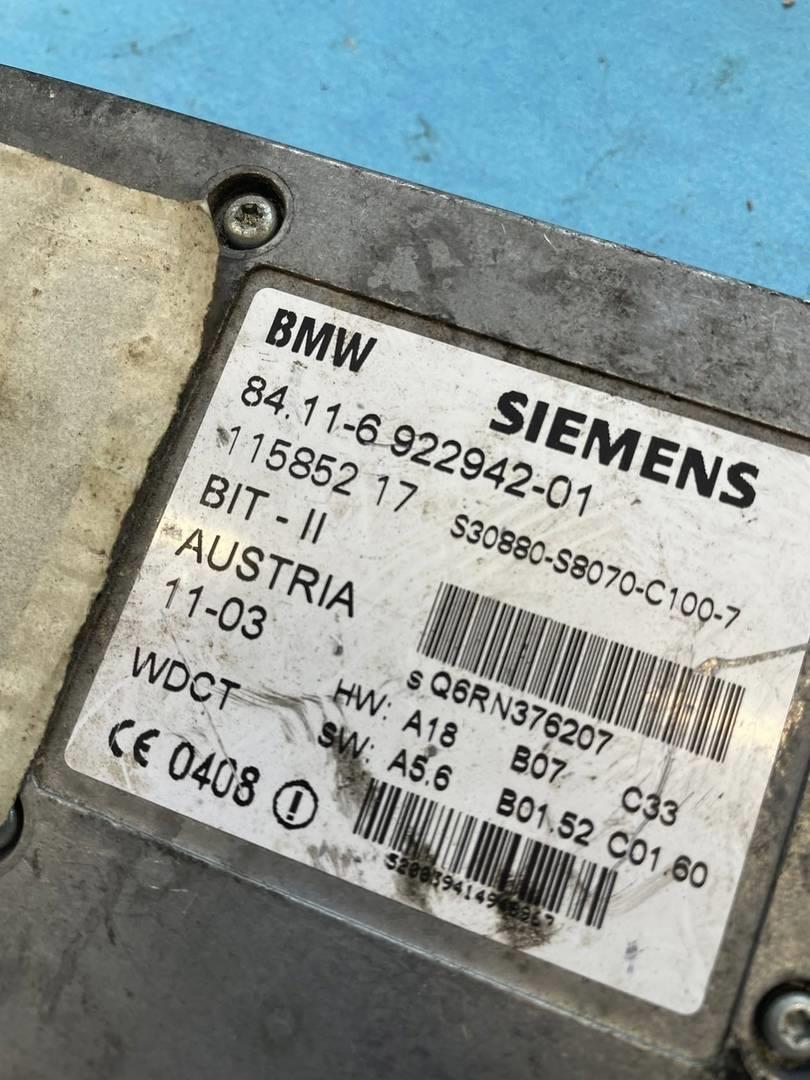 BMW
SIEMENS
84.11-6 922942-01
115852 17
S30880-S8070-C100-7
BIT - II
AUSTRIA
11-03
s Q6RN376207
WDCT
HW: A18 B07 C33
SW: A5.6 B01.52 C01.60
CE 0408